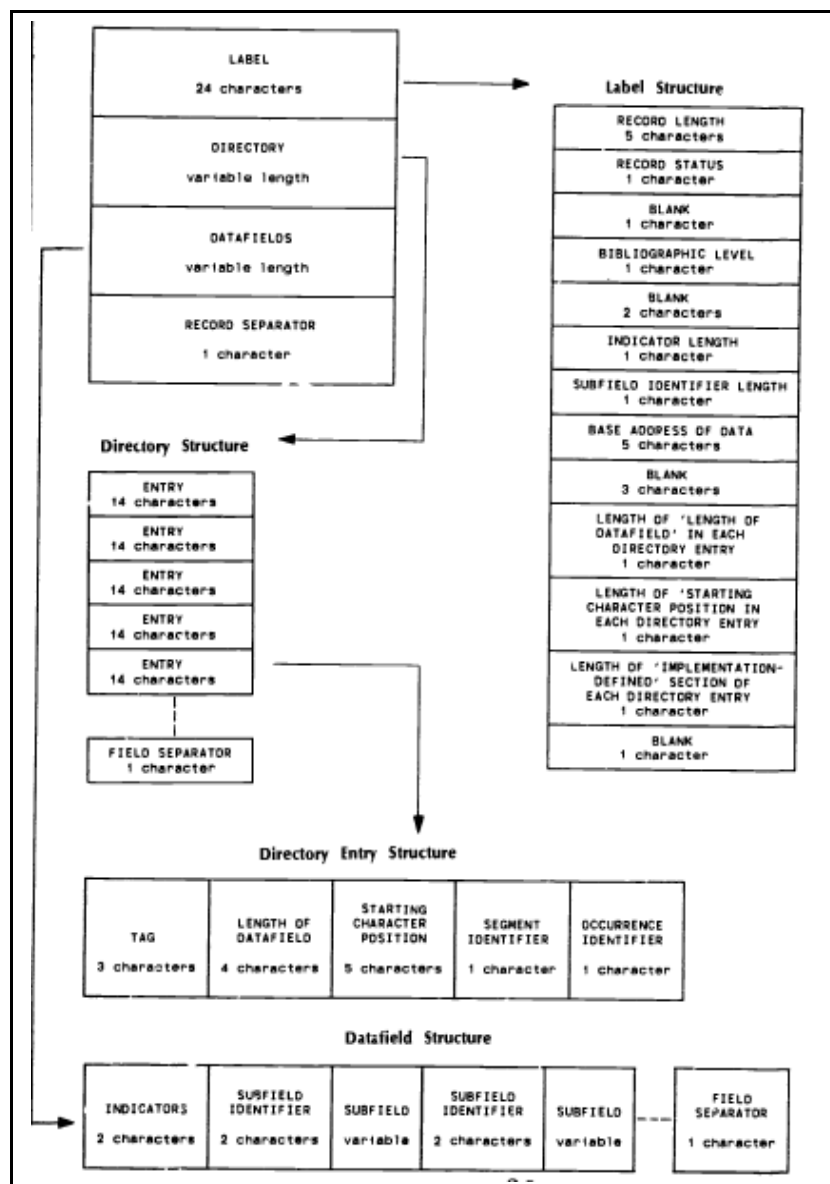 LABEL
24 characters
DIRECTORY
variable length
DATAFIELDS
variable length
RECORD SEPARATOR
1 character
Label Structure
RECORD LENGTH
5 characters
RECORD STATUS
1 character
BLANK
1 character
BIBLIOGRAPHIC LEVEL
1 character
BLANK
2 characters
INDICATOR LENGTH
1 character
SUBFIELD IDENTIFIER LENGTH
1 character
BASE ADDRESS OF DATA
5 characters
BLANK
3 characters
LENGTH OF 'LENGTH OF
DATAFIELD' IN EACH
DIRECTORY ENTRY
1 character
LENGTH OF 'STARTING
CHARACTER POSITION IN
EACH DIRECTORY ENTRY
1 character
LENGTH OF 'IMPLEMENTATION-
DEFINED' SECTION OF
EACH DIRECTORY ENTRY
1 character
BLANK
1 character
Directory Structure
ENTRY
14 characters
ENTRY
14 characters
ENTRY
14 characters
ENTRY
14 characters
ENTRY
14 characters
FIELD SEPARATOR
1 character
Directory Entry Structure
TAG
3 characters
LENGTH OF
DATAFIELD
4 characters
STARTING
CHARACTER
POSITION
5 characters
SEGMENT
IDENTIFIER
1 character
OCCURRENCE
IDENTIFIER
1 character
Datafield Structure
INDICATORS
2 characters
SUBFIELD
IDENTIFIER
2 characters
SUBFIELD
variable
SUBFIELD
IDENTIFIER
2 characters
SUBFIELD
variable
FIELD
SEPARATOR
1 character